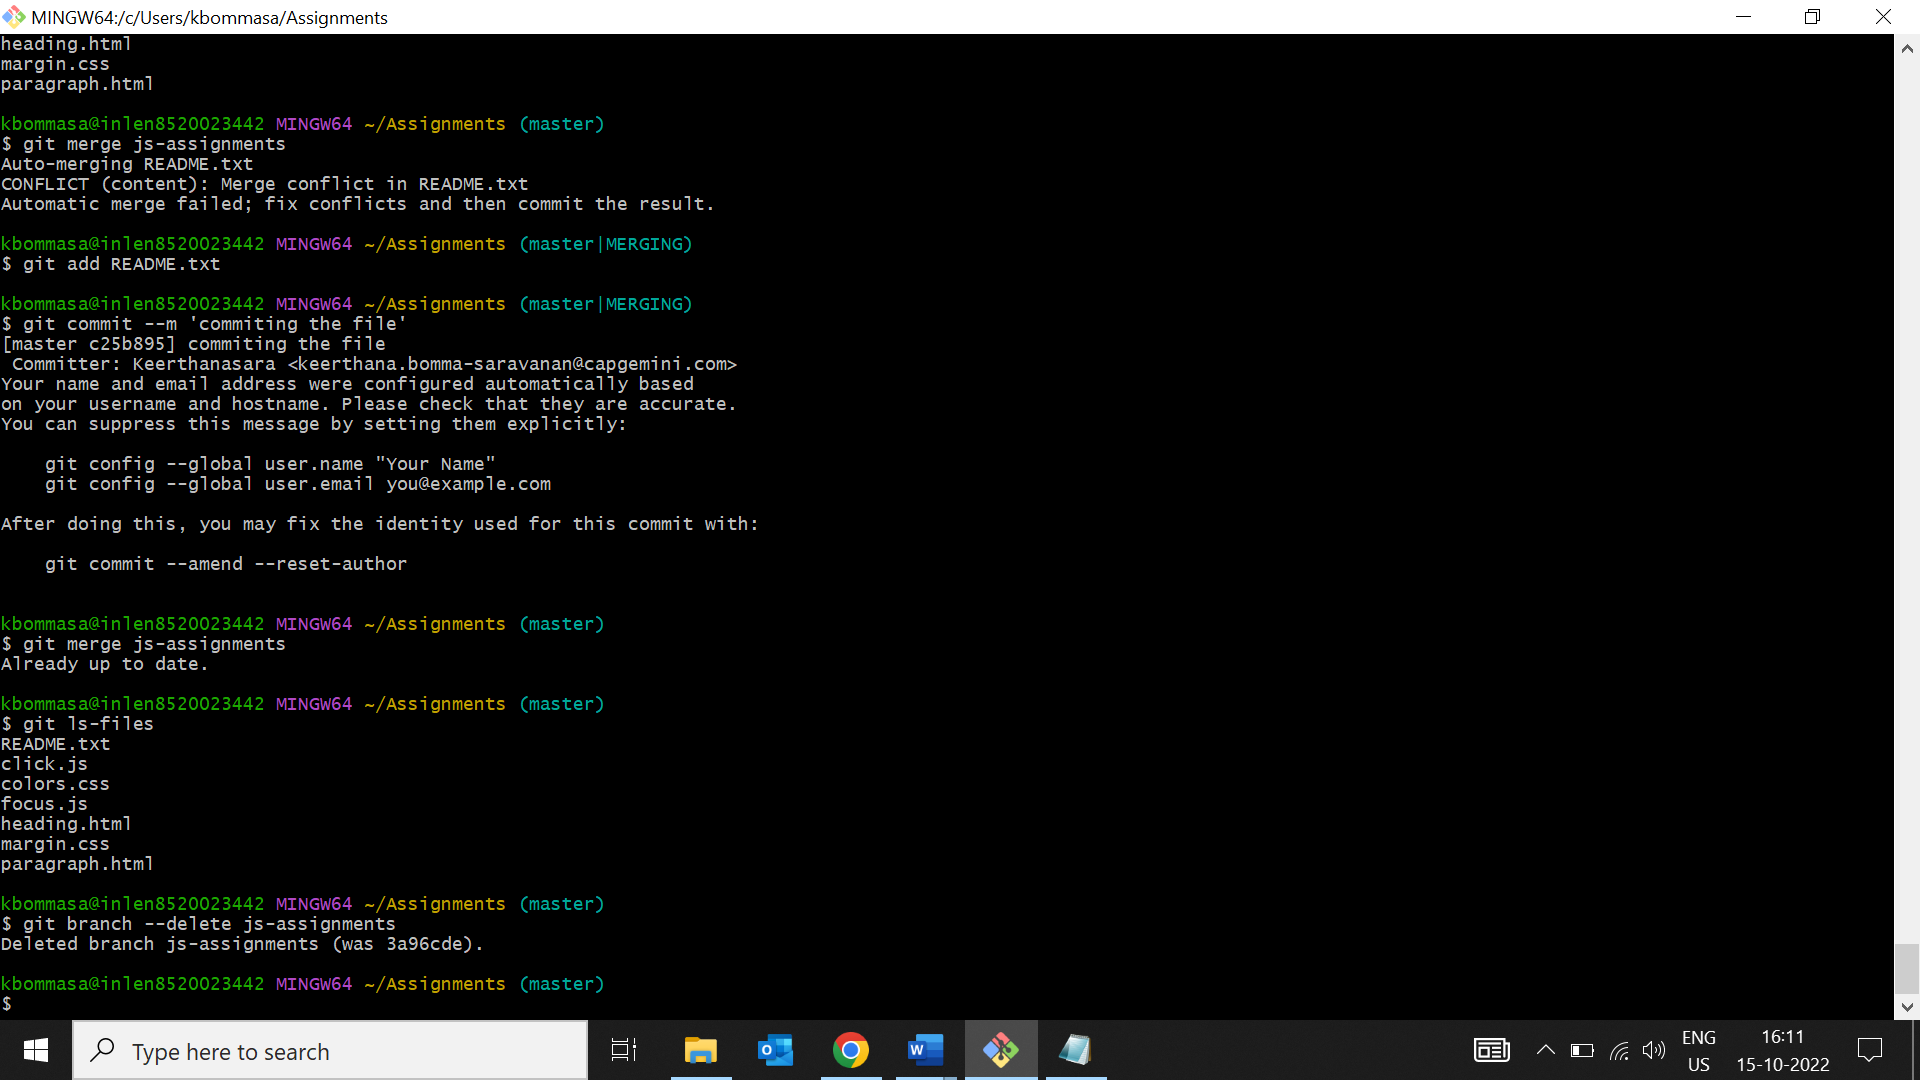 MINGW64:/c/Users/kbommasa/Assignments
heading.html
margin.css
paragraph.html
kbommasa@inlen8520023442 MINGW64 ~/Assignments (master)
$ git merge js-assignments
Auto-merging README.txt
CONFLICT (content): Merge conflict in README.txt
Automatic merge failed; fix conflicts and then commit the result.
kbommasa@inlen8520023442 MINGW64 ~/Assignments (master|MERGING)
$ git add README.txt
kbommasa@inlen8520023442 MINGW64 ~/Assignments (master|MERGING)
$ git commit --m 'commiting the file'
[master c25b895] commiting the file
Committer: Keerthanasara <keerthana.bomma-saravanan@capgemini.com>
Your name and email address were configured automatically based
on your username and hostname. Please check that they are accurate.
You can suppress this message by setting them explicitly:
git config --global user.name "Your Name"
git config --global user.email you@example.com
After doing this, you may fix the identity used for this commit with:
git commit --amend --reset-author
kbommasa@inlen8520023442 MINGW64 ~/Assignments (master)
$ git merge js-assignments
Already up to date.
kbommasa@inlen8520023442 MINGW64 ~/Assignments (master)
$ git ls-files
README.txt
click.js
colors.css
focus.js
heading.html
margin.css
paragraph.html
kbommasa@inlen8520023442 MINGW64 ~/Assignments (master)
$ git branch --delete js-assignments
Deleted branch js-assignments (was 3a96cde).
kbommasa@inlen8520023442 MINGW64 ~/Assignments (master)
$
Type here to search
ENG
US
16:11
15-10-2022